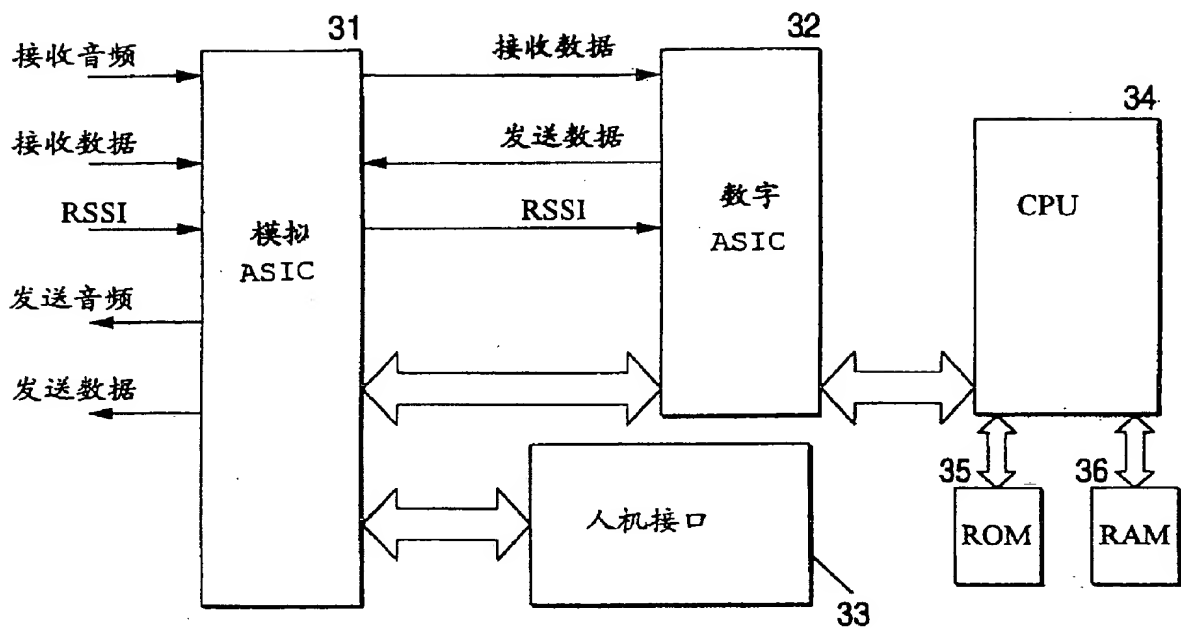 31
32
34
接收音频
接收数据
RSSI
发送音频
发送数据
模拟
ASIC
接收数据
发送数据
RSSI
数字
ASIC
CPU
人机接口
33
35
ROM
36
RAM